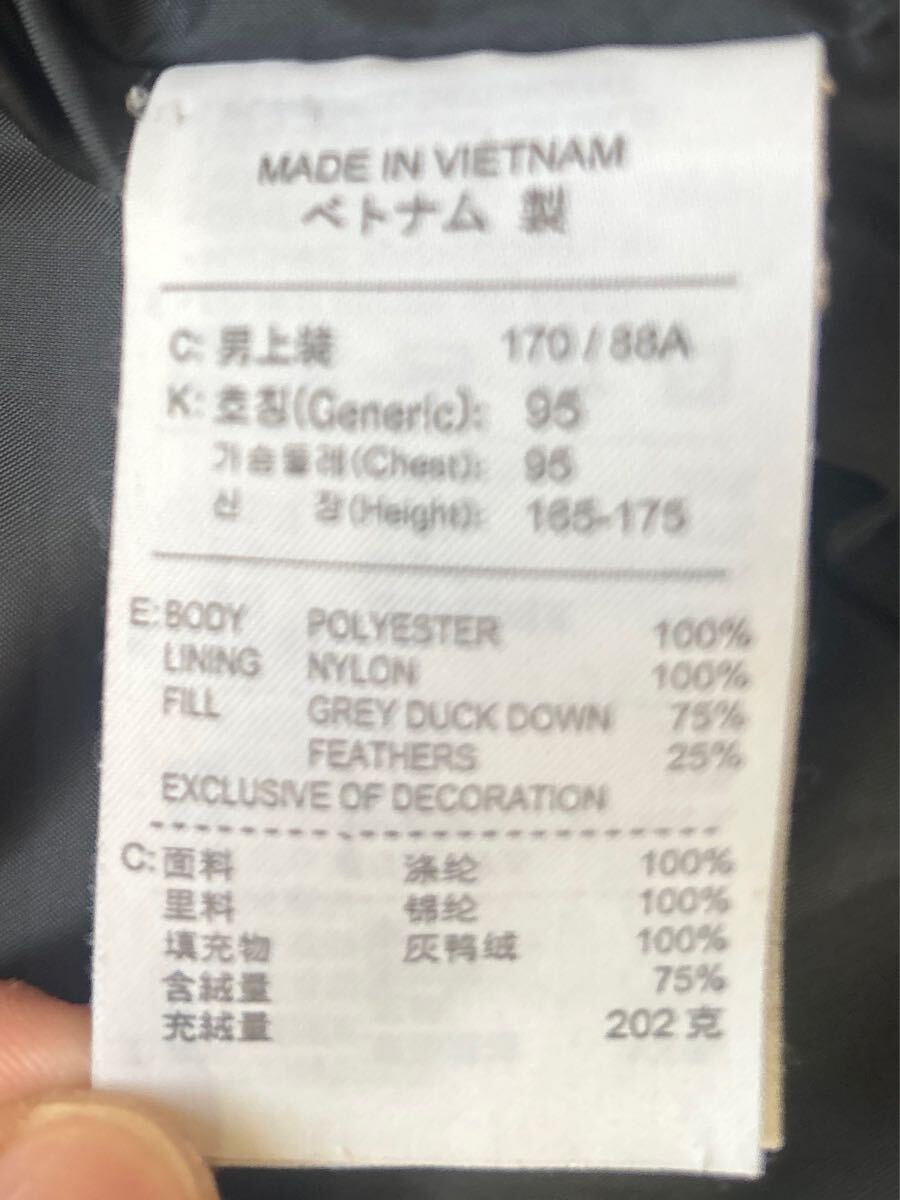 MADE IN VIETNAM
ベトナム 製
C: 男上装 170 / 88A
K: 호칭(Generic): 95
가슴둘레(Chest): 95
신 장(Height): 165-175
E: BODY POLYESTER 100%
LINING NYLON 100%
FILL GREY DUCK DOWN 75%
FEATHERS 25%
EXCLUSIVE OF DECORATION
C: 面料 涤纶 100%
里料 锦纶 100%
填充物 灰鸭绒 100%
含絨量 75%
充絨量 202 克